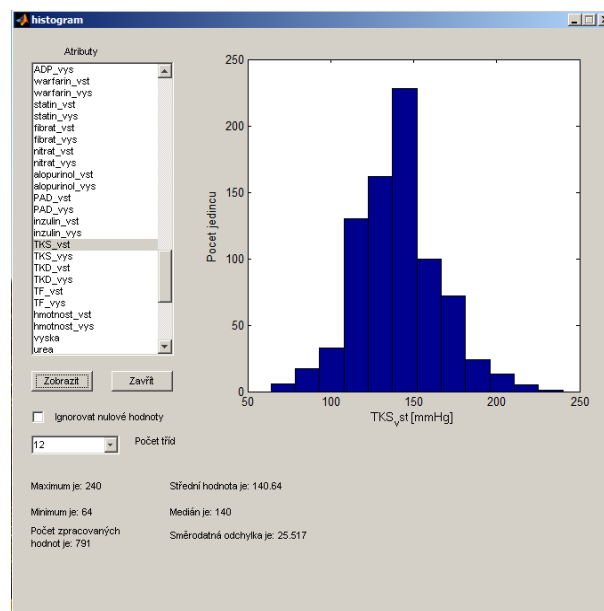 histogram
Atributy
ADP_vys
warfarin_vst
warfarin_vys
statin_vst
statin_vys
fibrat_vst
fibrat_vys
nitrat_vst
nitrat_vys
alopurinol_vst
alopurinol_vys
PAD_vst
PAD_vys
inzulin_vst
inzulin_vys
TKS_vst
TKS_vys
TKD_vst
TKD_vys
TF_vst
TF_vys
hmotnost_vst
hmotnost_vys
vyska
urea
Zobrazit Zavřít
Ignorovat nulové hodnoty
12 Počet tříd
250
200
150
100
50
0
Pocet jedincu
50 100 150 200 250
TKSvst [mmHg]
Maximum je: 240 Střední hodnota je: 140.64
Minimum je: 64 Medián je: 140
Počet zpracovaných
hodnot je: 791
Směrodatná odchylka je: 25.517